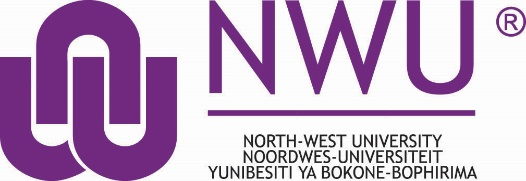 NWU®
NORTH-WEST UNIVERSITY
NOORDWES-UNIVERSITEIT
YUNIBESITI YA BOKONE-BOPHIRIMA